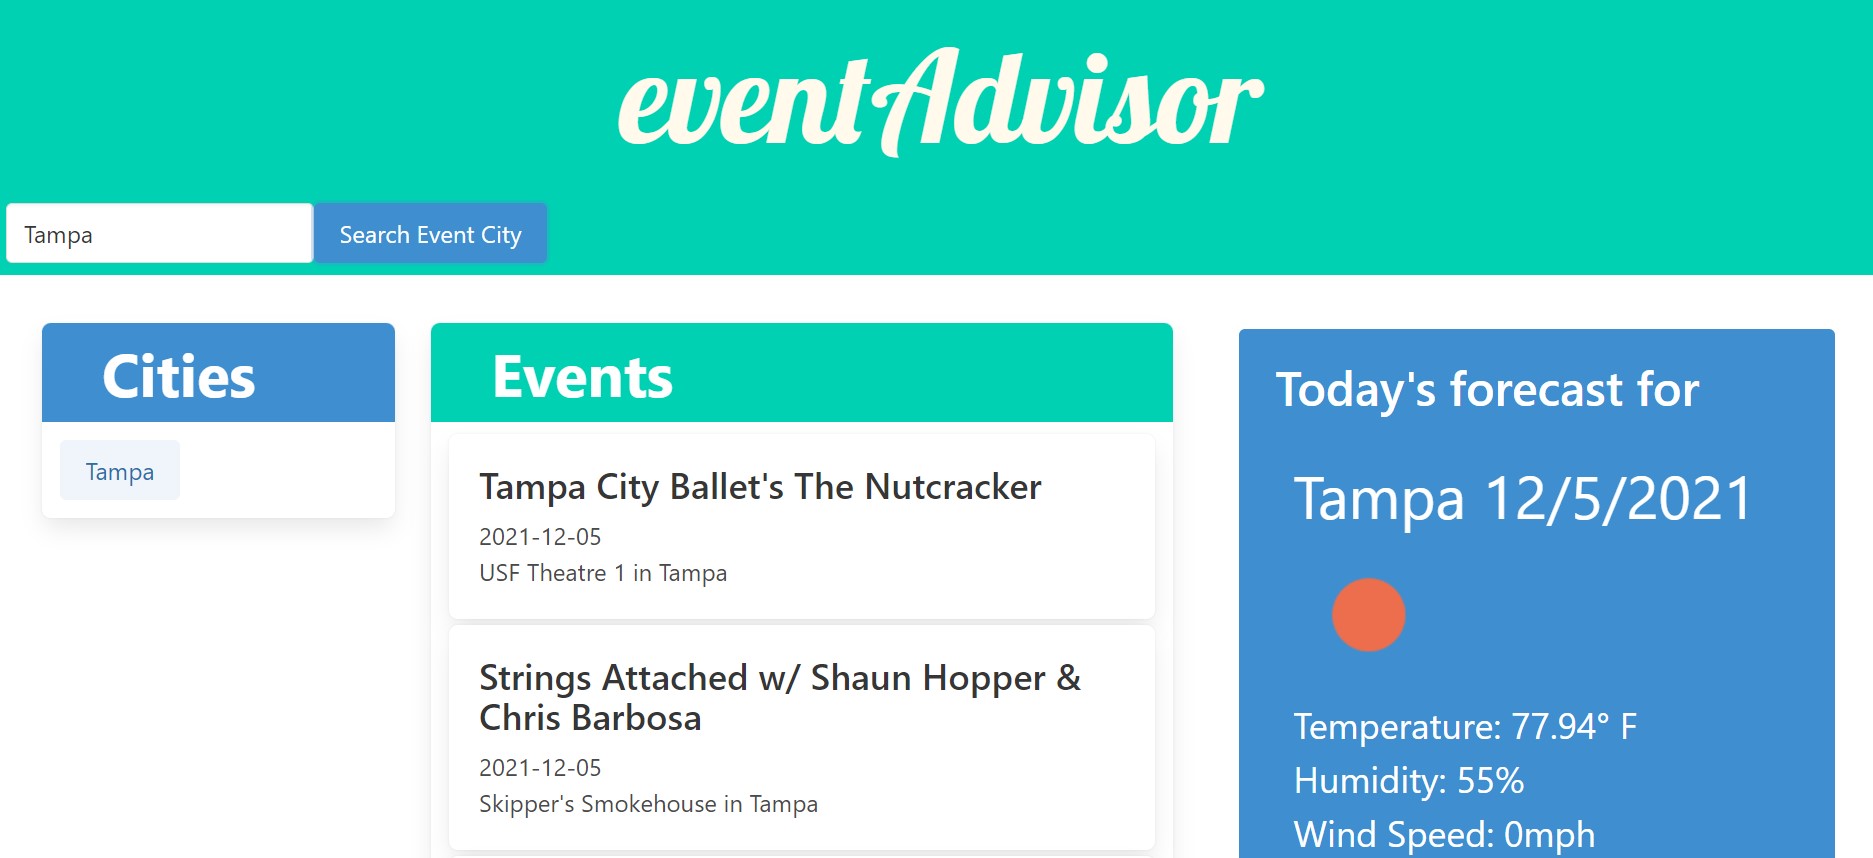 eventAdvisor
Tampa
Search Event City
Cities
Tampa
Events
Tampa City Ballet's The Nutcracker
2021-12-05
USF Theatre 1 in Tampa
Strings Attached w/ Shaun Hopper &
Chris Barbosa
2021-12-05
Skipper's Smokehouse in Tampa
Today's forecast for
Tampa 12/5/2021
Temperature: 77.94° F
Humidity: 55%
Wind Speed: 0mph